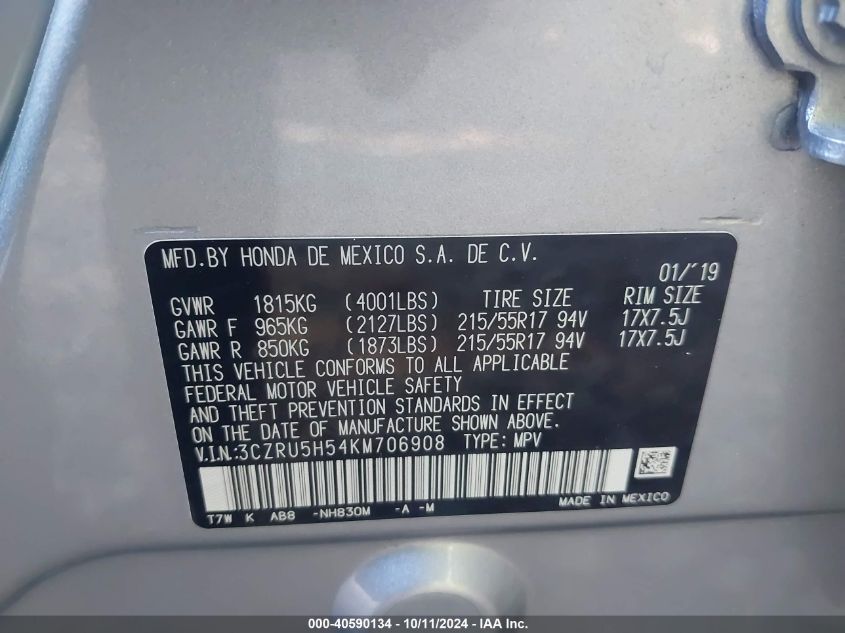 MFD.BY HONDA DE MEXICO S.A. DE C.V.
01/'19
GVWR 1815KG (4001LBS) TIRE SIZE RIM SIZE
GAWR F 965KG (2127LBS) 215/55R17 94V 17X7.5J
GAWR R 850KG (1873LBS) 215/55R17 94V 17X7.5J
THIS VEHICLE CONFORMS TO ALL APPLICABLE
FEDERAL MOTOR VEHICLE SAFETY
AND THEFT PREVENTION STANDARDS IN EFFECT
ON THE DATE OF MANUFACTURE SHOWN ABOVE.
V.I.N:3CZRU5H54KM706908 TYPE: MPV
T7W K AB8 -NH830M -A -M MADE IN MEXICO
000-40590134 - 10/11/2024 - IAA Inc.